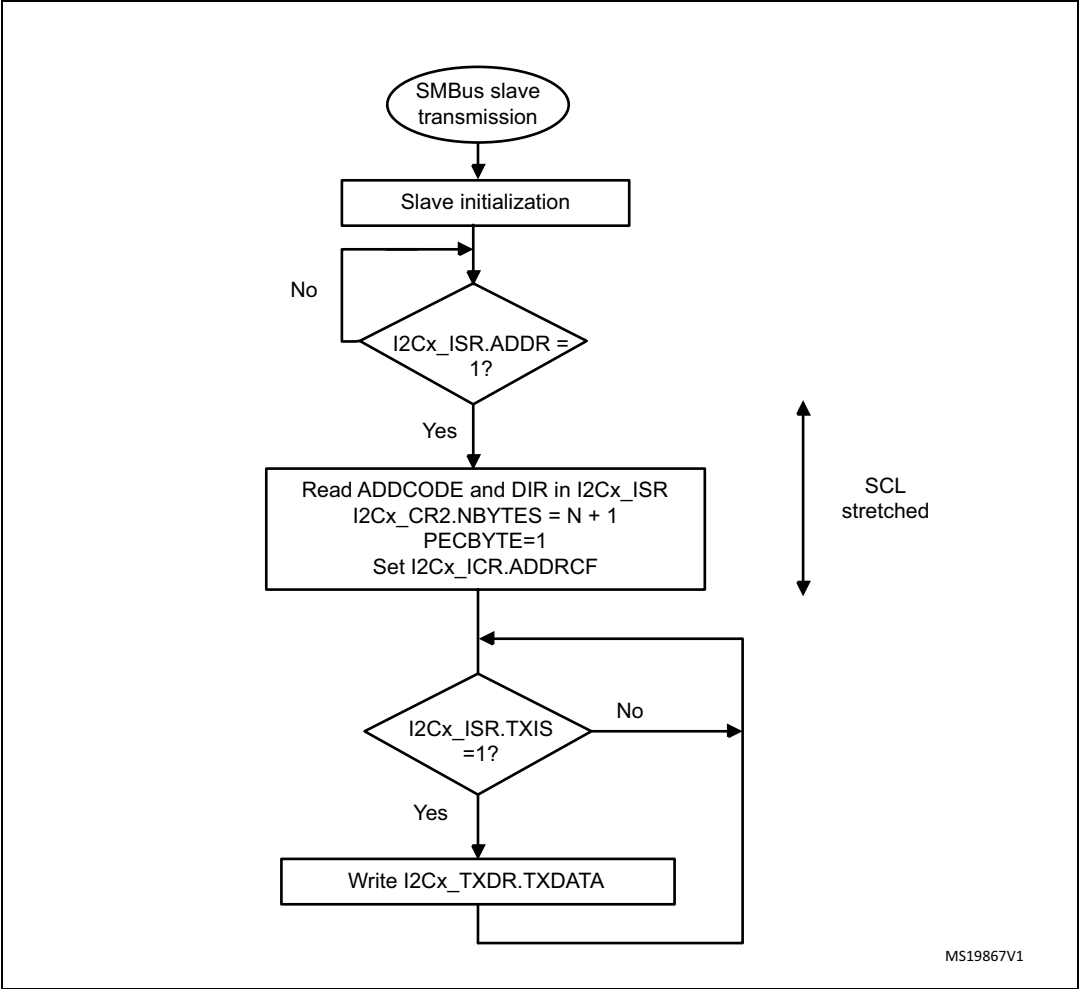 SMBus slave
transmission
Slave initialization
No
I2Cx_ISR.ADDR =
1?
Yes
Read ADDCODE and DIR in I2Cx_ISR
I2Cx_CR2.NBYTES = N + 1
PECBYTE=1
Set I2Cx_ICR.ADDRCF
SCL
stretched
I2Cx_ISR.TXIS
=1?
No
Yes
Write I2Cx_TXDR.TXDATA
MS19867V1